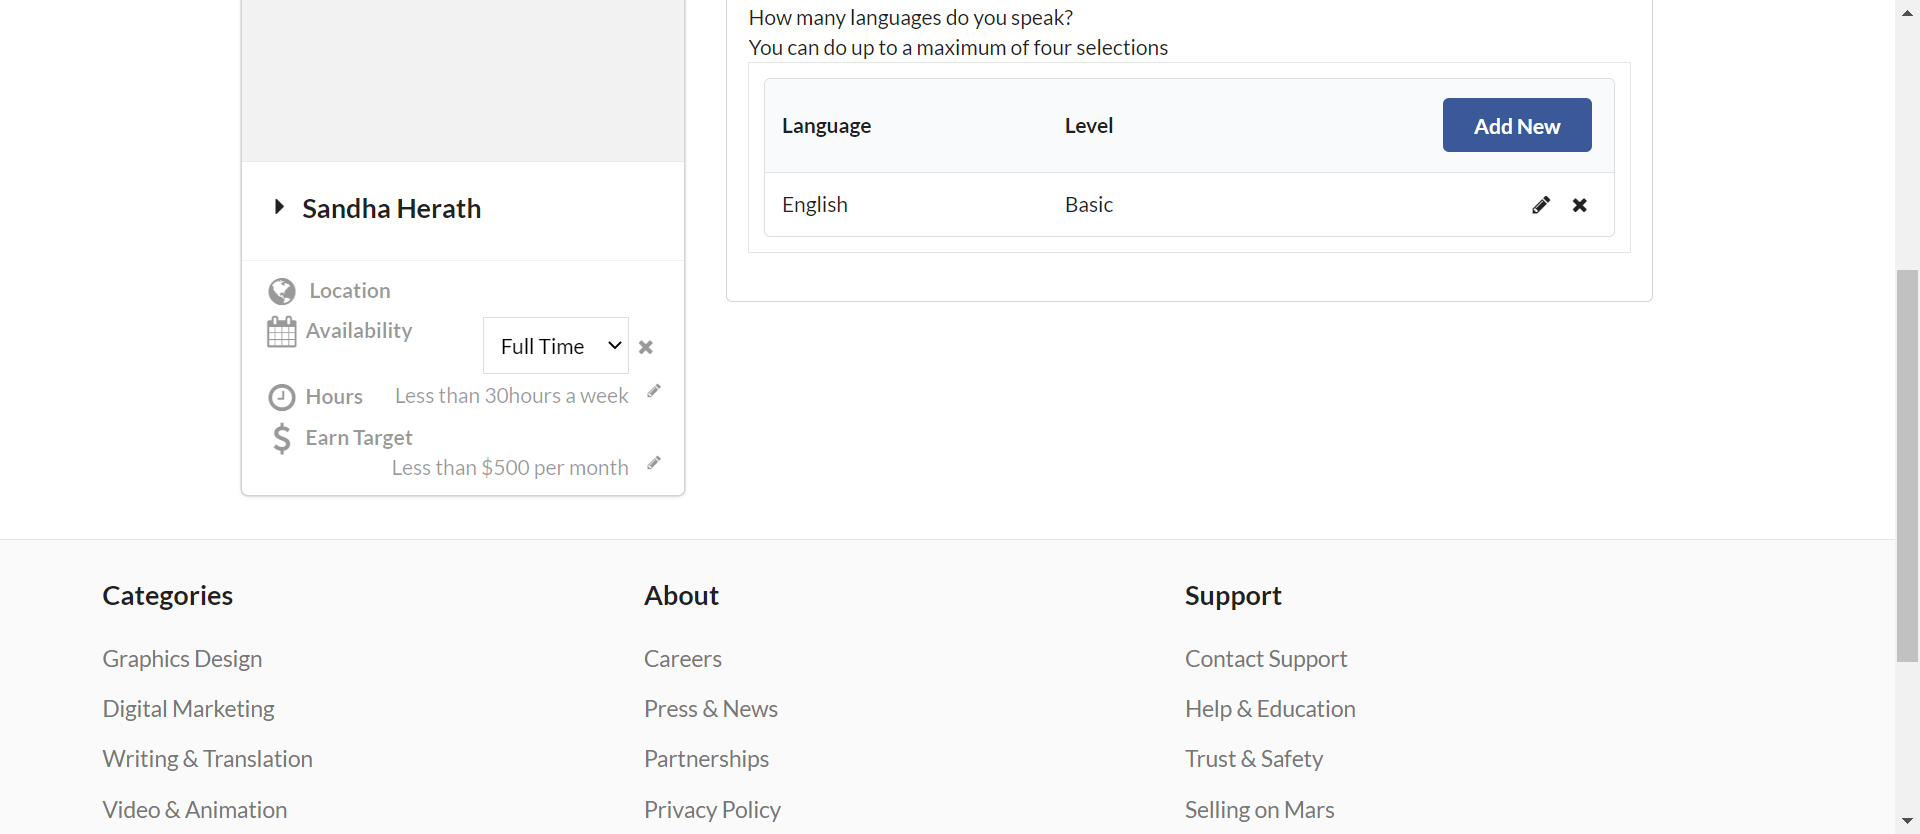 How many languages do you speak?
You can do up to a maximum of four selections
Language Level Add New
English Basic
Sandha Herath
Location
Availability Full Time
Hours Less than 30hours a week
Earn Target
Less than $500 per month
Categories
Graphics Design
Digital Marketing
Writing & Translation
Video & Animation
About
Careers
Press & News
Partnerships
Privacy Policy
Support
Contact Support
Help & Education
Trust & Safety
Selling on Mars